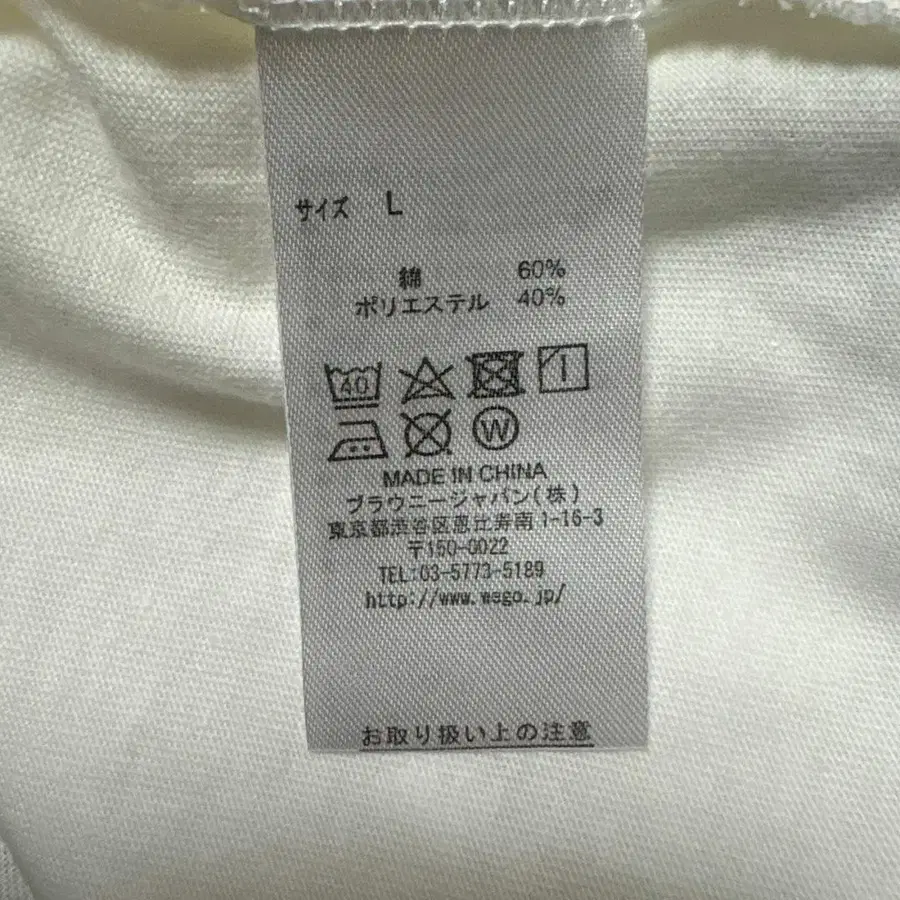 サイズ L
綿 60%
ポリエステル 40%
40
W
MADE IN CHINA
ブラウニージャパン(株)
東京都渋谷区恵比寿南1-16-3
〒150-0022
TEL:03-5773-5189
http://www.wego.jp/
お取り扱い上の注意